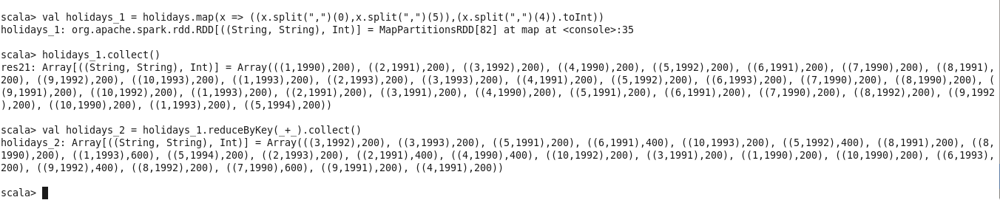 scala> val holidays_1 = holidays.map(x => ((x.split(",")(0),x.split(",")(5)),(x.split(",")(4)).toInt))
holidays_1: org.apache.spark.rdd.RDD[((String, String), Int)] = MapPartitionsRDD[82] at map at <console>:35
scala> holidays_1.collect()
res21: Array[((String, String), Int)] = Array(((1,1990),200), ((2,1991),200), ((3,1992),200), ((4,1990),200), ((5,1992),200), ((6,1991),200), ((7,1990),200), ((8,1991),
200), ((9,1992),200), ((10,1993),200), ((1,1993),200), ((2,1993),200), ((3,1993),200), ((4,1991),200), ((5,1992),200), ((6,1993),200), ((7,1990),200), ((8,1990),200), (
(9,1991),200), ((10,1992),200), ((1,1993),200), ((2,1991),200), ((3,1991),200), ((4,1990),200), ((5,1991),200), ((6,1991),200), ((7,1990),200), ((8,1992),200), ((9,1992
),200), ((10,1990),200), ((1,1993),200), ((5,1994),200))
scala> val holidays_2 = holidays_1.reduceByKey(_+_).collect()
holidays_2: Array[((String, String), Int)] = Array(((3,1992),200), ((3,1993),200), ((5,1991),200), ((6,1991),400), ((10,1993),200), ((5,1992),400), ((8,1991),200), ((8,
1990),200), ((1,1993),600), ((5,1994),200), ((2,1993),200), ((2,1991),400), ((4,1990),400), ((10,1992),200), ((3,1991),200), ((1,1990),200), ((10,1990),200), ((6,1993),
200), ((9,1992),400), ((8,1992),200), ((7,1990),600), ((9,1991),200), ((4,1991),200))
scala>